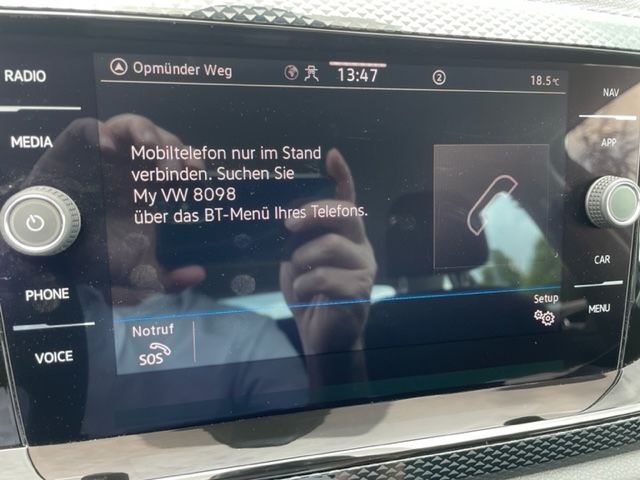 RADIO
MEDIA
PHONE
VOICE
Opmünder Weg
13:47
2
18.5°C
Mobiltelefon nur im Stand
verbinden. Suchen Sie
My VW 8098
über das BT-Menü Ihres Telefons.
Notruf
SOS
Setup
NAV
APP
CAR
MENU